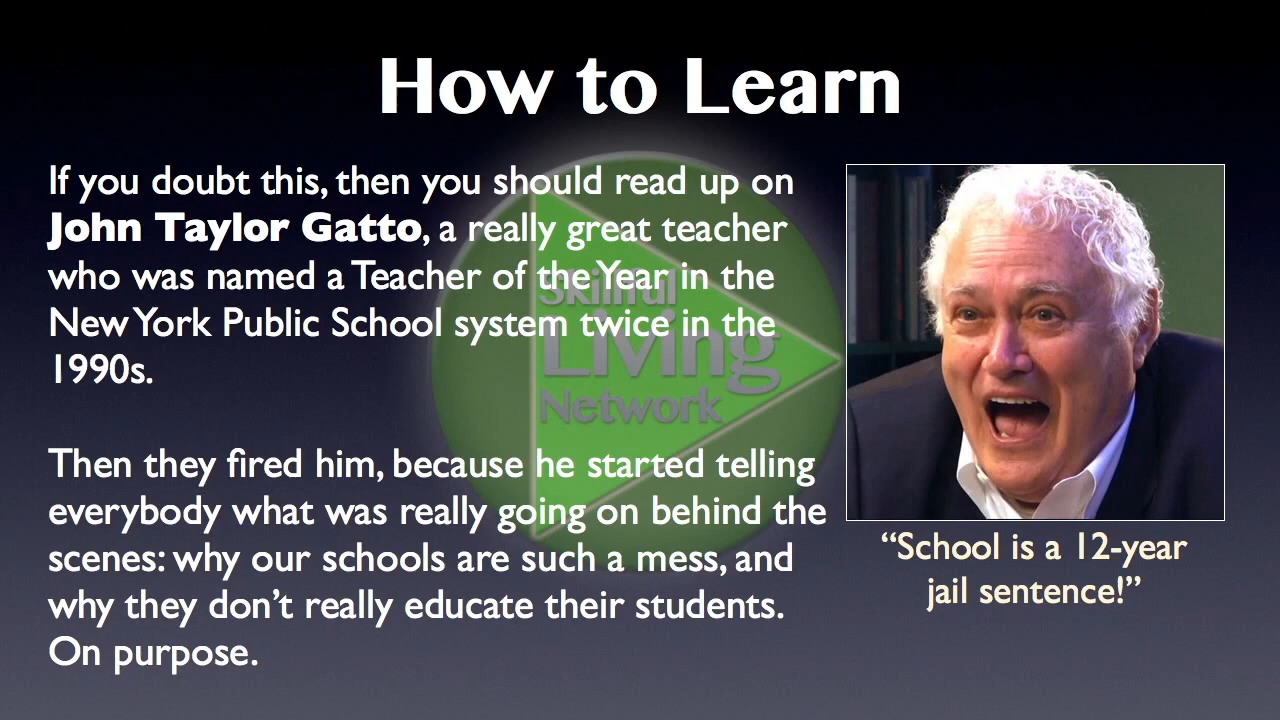 How to Learn
If you doubt this, then you should read up on
John Taylor Gatto, a really great teacher
who was named a Teacher of the Year in the
New York Public School system twice in the
1990s.
Skillful
Living
Network
Then they fired him, because he started telling
everybody what was really going on behind the
scenes: why our schools are such a mess, and
why they don’t really educate their students.
On purpose.
“School is a 12-year
jail sentence!”